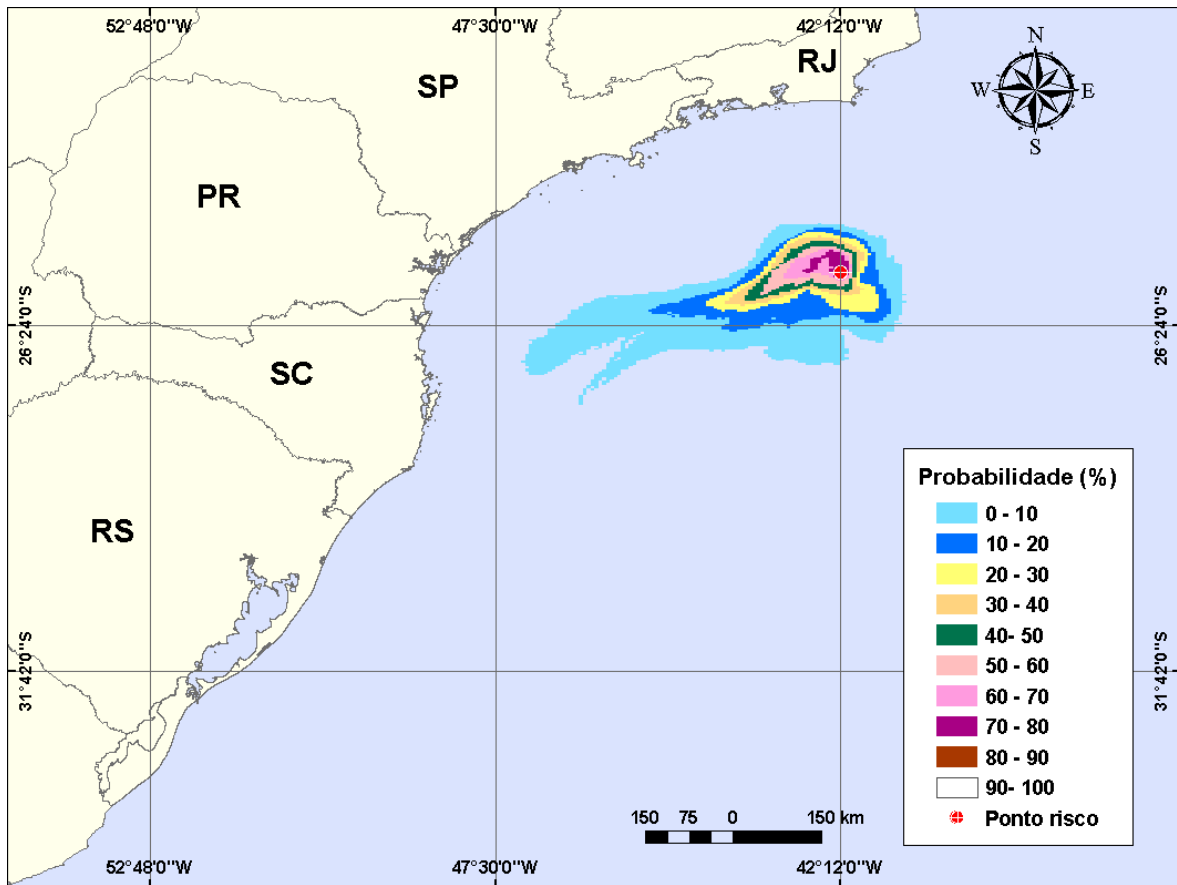 52°48'0"W 47°30'0"W 42°12'0"W
RJ
SP
N
W E
S
PR
26°24'0"S 26°24'0"S
SC
RS
Probabilidade (%)
0 - 10
10 - 20
20 - 30
30 - 40
40- 50
50 - 60
60 - 70
70 - 80
80 - 90
90- 100
Ponto risco
31°42'0"S 31°42'0"S
150 75 0 150 km
52°48'0"W 47°30'0"W 42°12'0"W